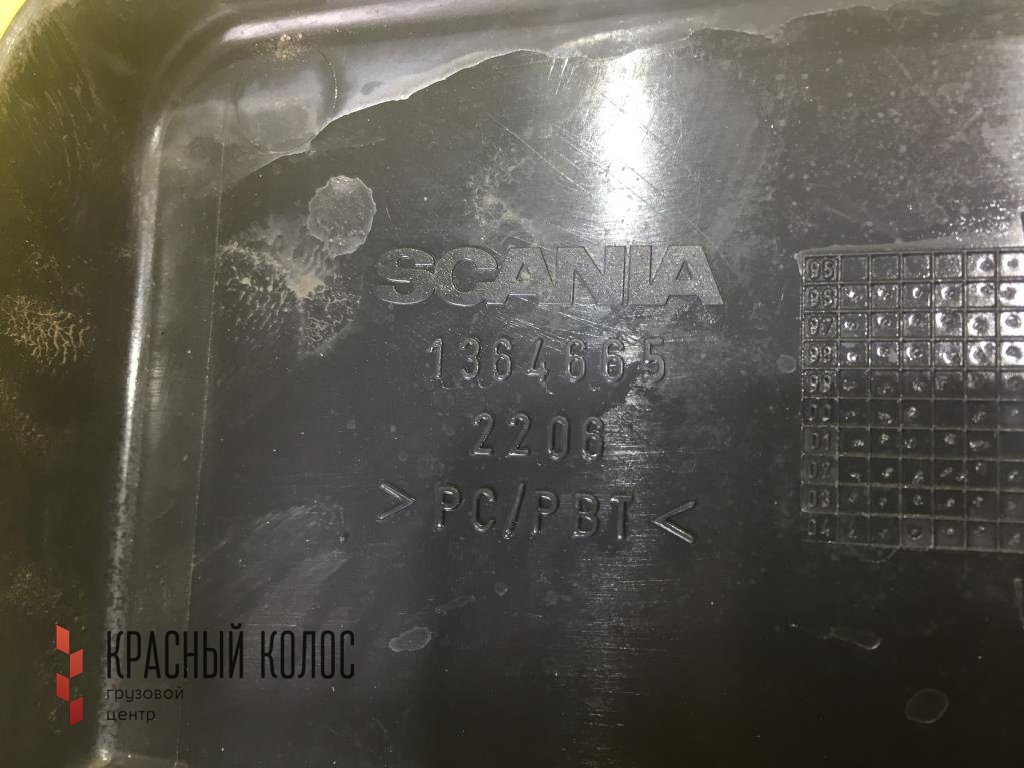 SCANIA
1364665
2208
>PC/PBT<
95
96
97
98
99
00
01
02
03
04
КРАСНЫЙ КОЛОС
грузовой
центр